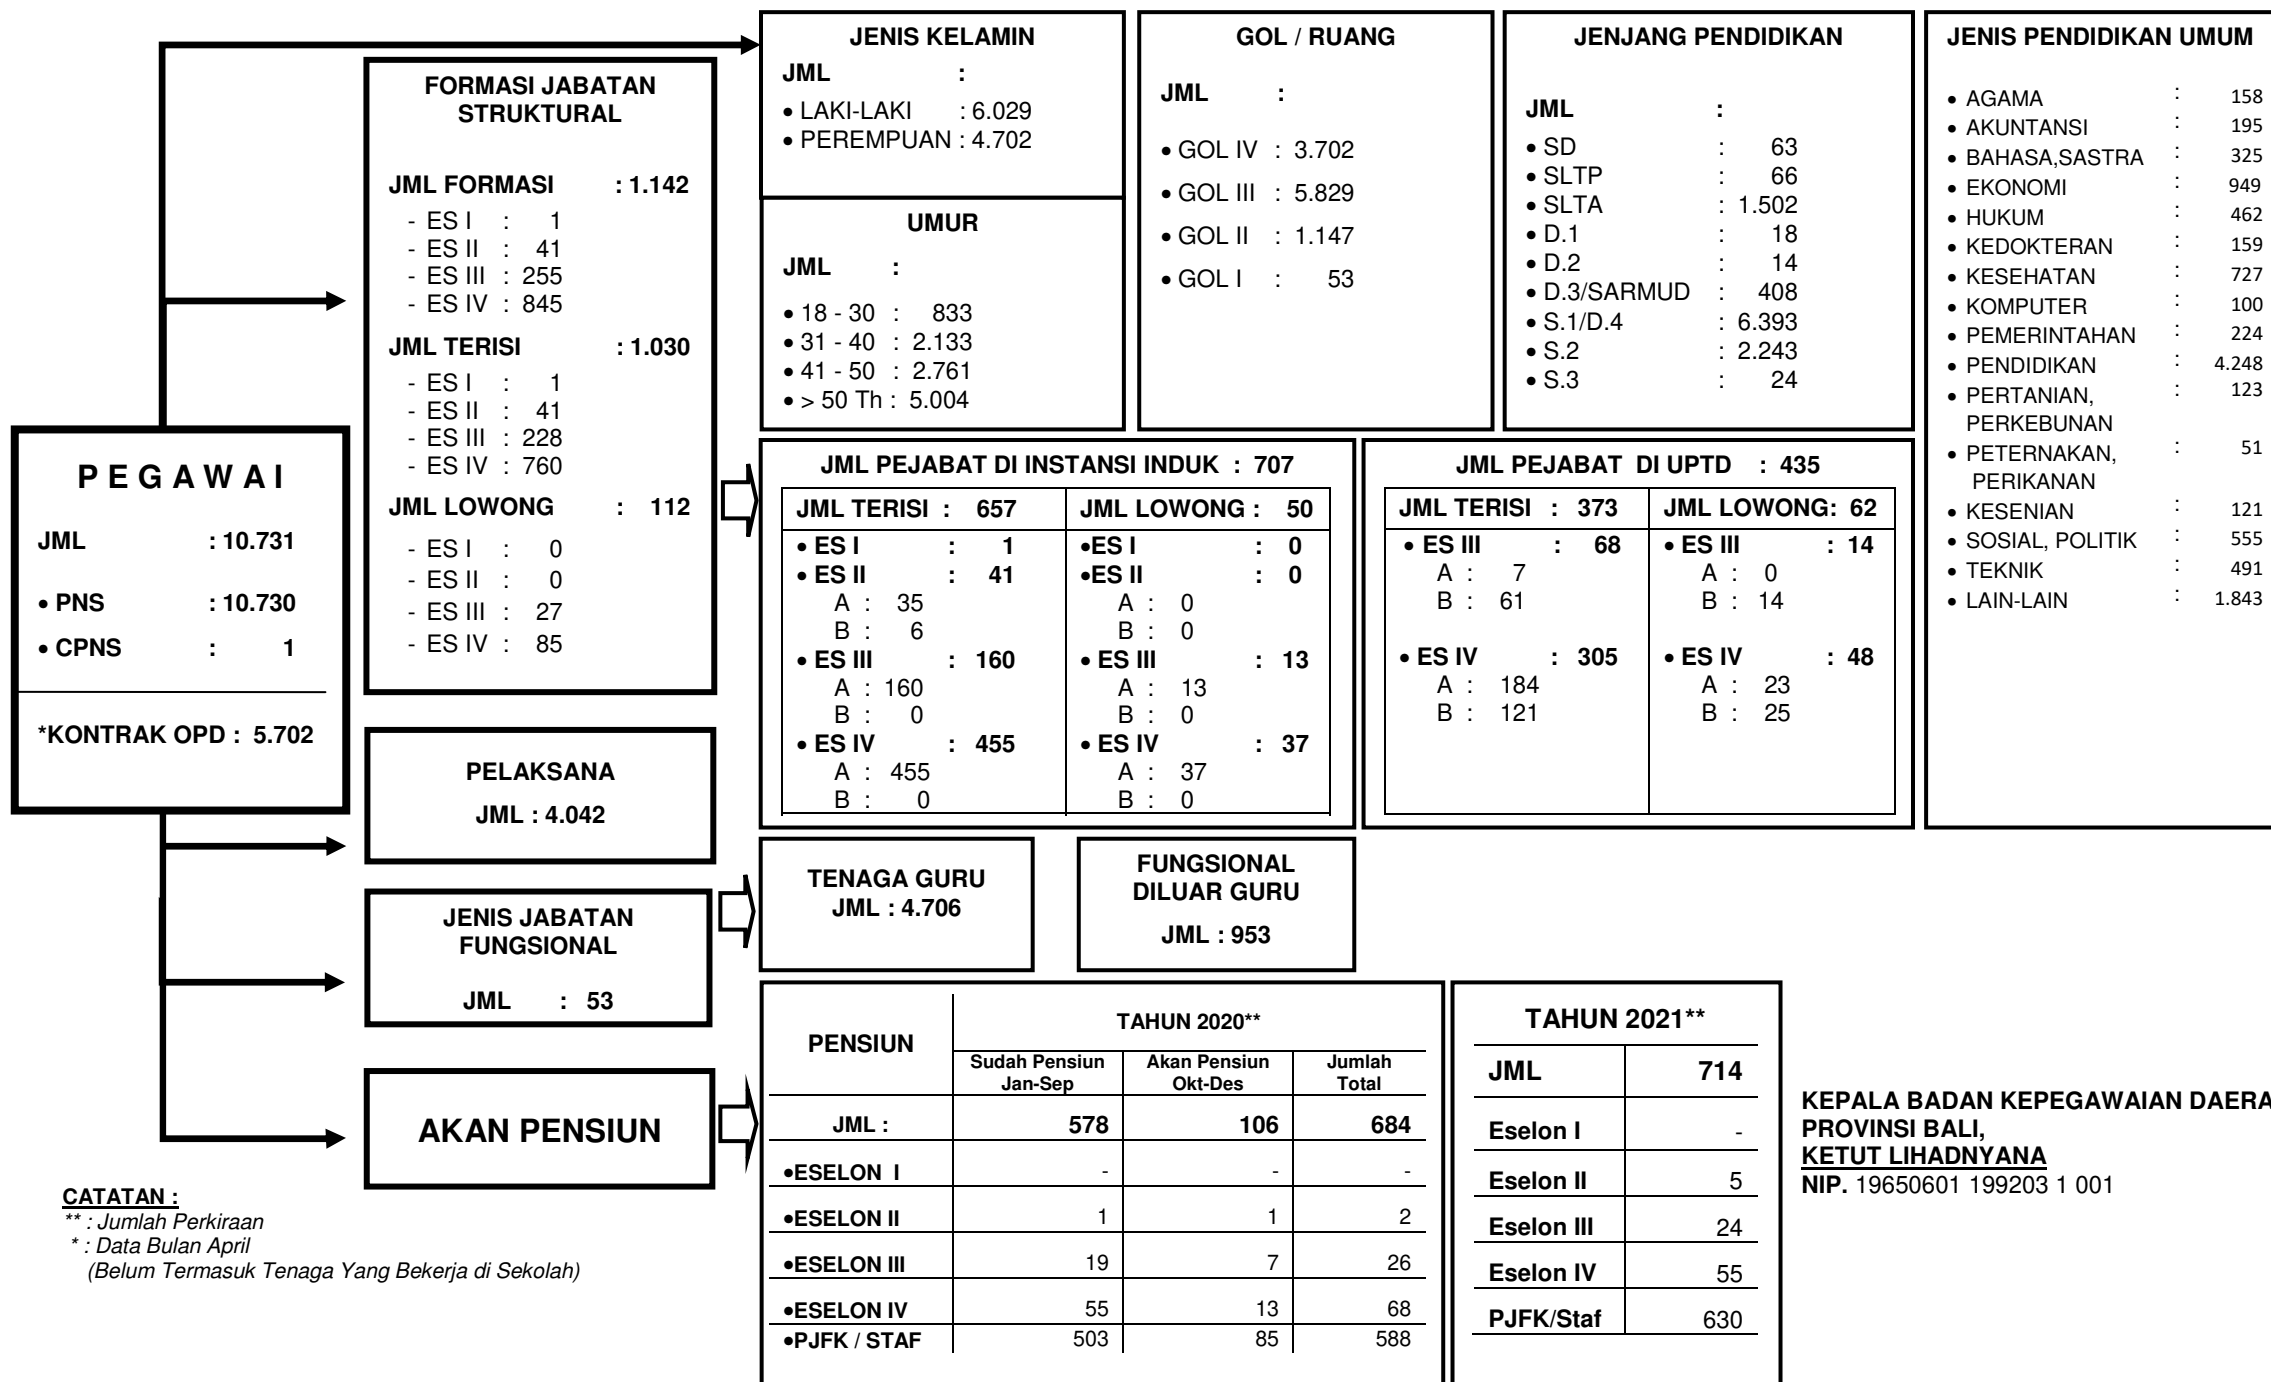 PEGAWAI
JML : 10.731
• PNS : 10.730
• CPNS : 1
*KONTRAK OPD : 5.702
FORMASI JABATAN
STRUKTURAL
JML FORMASI : 1.142
- ES I : 1
- ES II : 41
- ES III : 255
- ES IV : 845
JML TERISI : 1.030
- ES I : 1
- ES II : 41
- ES III : 228
- ES IV : 760
JML LOWONG : 112
- ES I : 0
- ES II : 0
- ES III : 27
- ES IV : 85
PELAKSANA
JML : 4.042
JENIS JABATAN
FUNGSIONAL
JML : 53
AKAN PENSIUN
JENIS KELAMIN
JML :
• LAKI-LAKI : 6.029
• PEREMPUAN : 4.702
UMUR
JML :
• 18 - 30 : 833
• 31 - 40 : 2.133
• 41 - 50 : 2.761
• > 50 Th : 5.004
GOL / RUANG
JML :
• GOL IV : 3.702
• GOL III : 5.829
• GOL II : 1.147
• GOL I : 53
JENJANG PENDIDIKAN
JML :
• SD : 63
• SLTP : 66
• SLTA : 1.502
• D.1 : 18
• D.2 : 14
• D.3/SARMUD : 408
• S.1/D.4 : 6.393
• S.2 : 2.243
• S.3 : 24
JENIS PENDIDIKAN UMUM
• AGAMA : 158
• AKUNTANSI : 195
• BAHASA,SASTRA : 325
• EKONOMI : 949
• HUKUM : 462
• KEDOKTERAN : 159
• KESEHATAN : 727
• KOMPUTER : 100
• PEMERINTAHAN : 224
• PENDIDIKAN : 4.248
• PERTANIAN, : 123
PERKEBUNAN
• PETERNAKAN, : 51
PERIKANAN
• KESENIAN : 121
• SOSIAL, POLITIK : 555
• TEKNIK : 491
• LAIN-LAIN : 1.843
JML PEJABAT DI INSTANSI INDUK : 707
JML TERISI : 657
• ES I : 1
• ES II : 41
A : 35
B : 6
• ES III : 160
A : 160
B : 0
• ES IV : 455
A : 455
B : 0
JML LOWONG : 50
•ES I : 0
•ES II : 0
A : 0
B : 0
• ES III : 13
A : 13
B : 0
• ES IV : 37
A : 37
B : 0
JML PEJABAT DI UPTD : 435
JML TERISI : 373
• ES III : 68
A : 7
B : 61
• ES IV : 305
A : 184
B : 121
JML LOWONG: 62
• ES III : 14
A : 0
B : 14
• ES IV : 48
A : 23
B : 25
TENAGA GURU
JML : 4.706
FUNGSIONAL
DILUAR GURU
JML : 953
PENSIUN TAHUN 2020**
Sudah Pensiun Akan Pensiun Jumlah
Jan-Sep Okt-Des Total
JML : 578 106 684
•ESELON I - - -
•ESELON II 1 1 2
•ESELON III 19 7 26
•ESELON IV 55 13 68
•PJFK / STAF 503 85 588
TAHUN 2021**
JML 714
Eselon I -
Eselon II 5
Eselon III 24
Eselon IV 55
PJFK/Staf 630
KEPALA BADAN KEPEGAWAIAN DAERA
PROVINSI BALI,
KETUT LIHADNYANA
NIP. 19650601 199203 1 001
CATATAN :
** : Jumlah Perkiraan
* : Data Bulan April
(Belum Termasuk Tenaga Yang Bekerja di Sekolah)